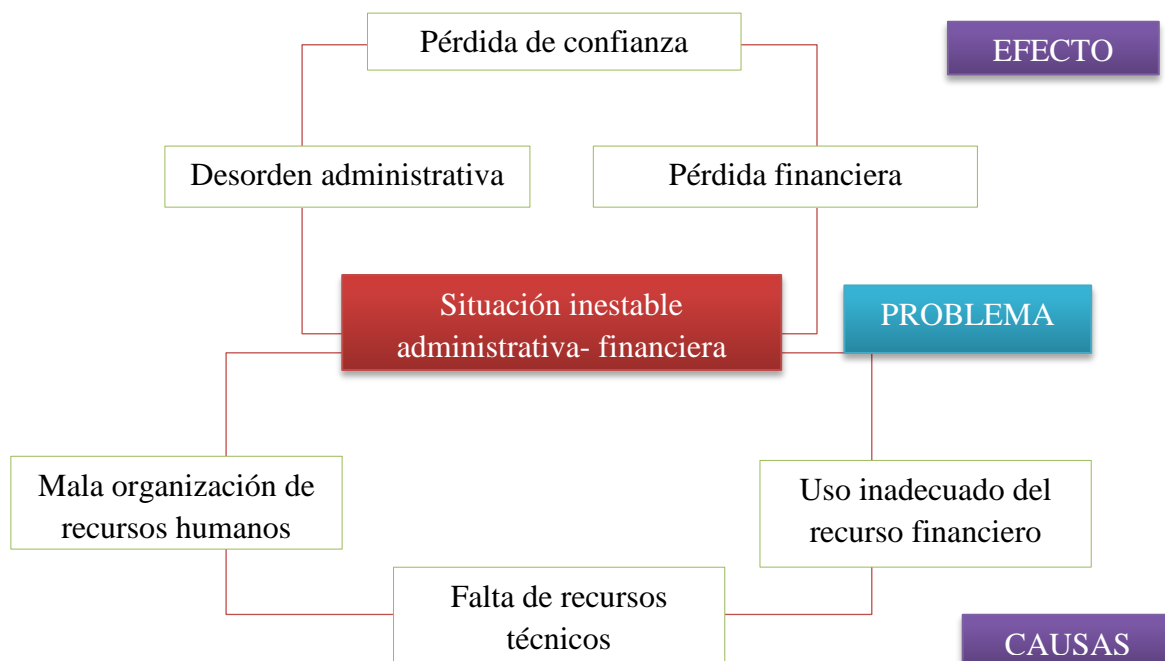 Pérdida de confianza
EFECTO
Desorden administrativa
Pérdida financiera
Situación inestable
administrativa- financiera
PROBLEMA
Mala organización de
recursos humanos
Uso inadecuado del
recurso financiero
Falta de recursos
técnicos
CAUSAS